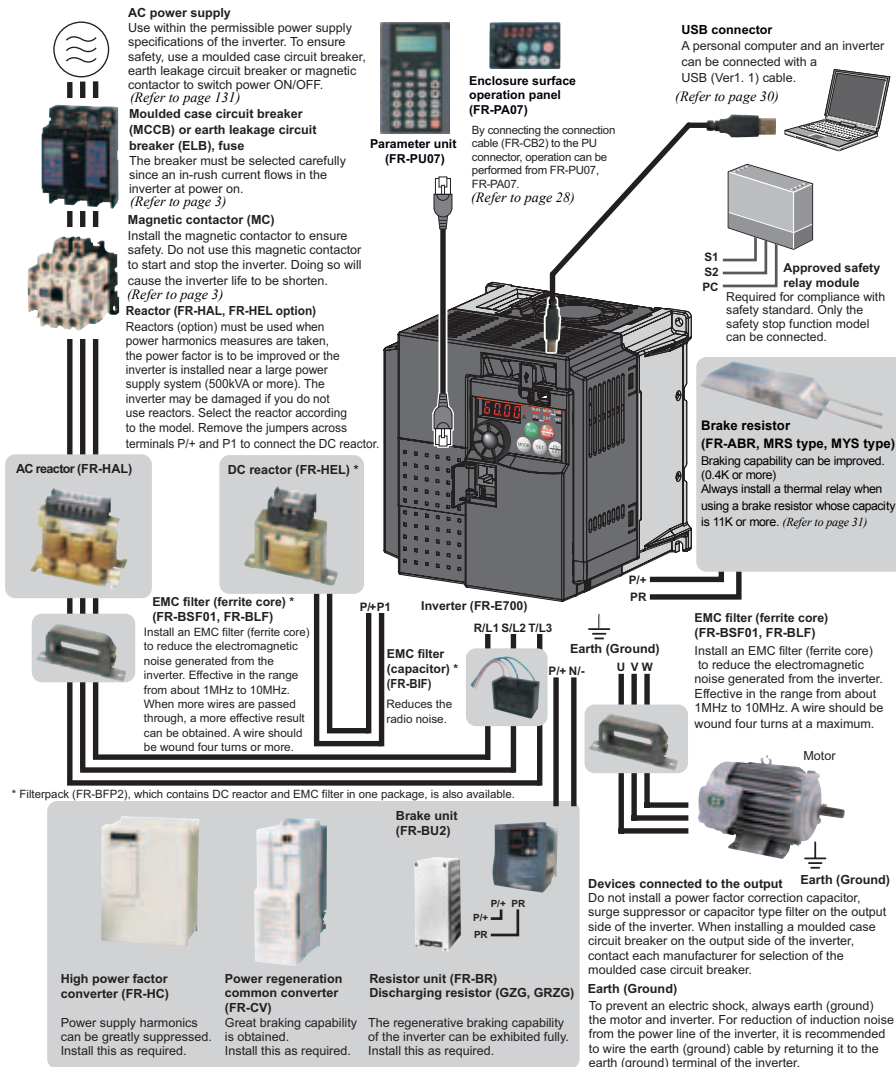 AC power supply
Use within the permissible power supply
specifications of the inverter. To ensure
safety, use a moulded case circuit breaker,
earth leakage circuit breaker or magnetic
contactor to switch power ON/OFF.
(Refer to page 131)
Moulded case circuit breaker
(MCCB) or earth leakage circuit
breaker (ELB), fuse
The breaker must be selected carefully
since an in-rush current flows in the
inverter at power on.
(Refer to page 3)
Magnetic contactor (MC)
Install the magnetic contactor to ensure
safety. Do not use this magnetic contactor
to start and stop the inverter. Doing so will
cause the inverter life to be shorten.
(Refer to page 3)
Reactor (FR-HAL, FR-HEL option)
Reactors (option) must be used when
power harmonics measures are taken,
the power factor is to be improved or the
inverter is installed near a large power
supply system (500kVA or more). The
inverter may be damaged if you do not
use reactors. Select the reactor according
to the model. Remove the jumpers across
terminals P/+ and P1 to connect the DC reactor.
Parameter unit
(FR-PU07)
Enclosure surface
operation panel
(FR-PA07)
By connecting the connection
cable (FR-CB2) to the PU
connector, operation can be
performed from FR-PU07,
FR-PA07.
(Refer to page 28)
USB connector
A personal computer and an inverter
can be connected with a
USB (Ver1. 1) cable.
(Refer to page 30)
S1
S2
PC
Approved safety
relay module
Required for compliance with
safety standard. Only the
safety stop function model
can be connected.
60.00
MODE
SET
Brake resistor
(FR-ABR, MRS type, MYS type)
Braking capability can be improved.
(0.4K or more)
Always install a thermal relay when
using a brake resistor whose capacity
is 11K or more. (Refer to page 31)
P/+
PR
AC reactor (FR-HAL)
DC reactor (FR-HEL) *
EMC filter (ferrite core) *
(FR-BSF01, FR-BLF)
Install an EMC filter (ferrite core)
to reduce the electromagnetic
noise generated from the
inverter. Effective in the range
from about 1MHz to 10MHz.
When more wires are passed
through, a more effective result
can be obtained. A wire should
be wound four turns or more.
P/+ P1
Inverter (FR-E700)
R/L1 S/L2 T/L3
EMC filter
(capacitor) *
(FR-BIF)
Reduces the
radio noise.
P/+ N/-
Earth (Ground)
U V W
EMC filter (ferrite core)
(FR-BSF01, FR-BLF)
Install an EMC filter (ferrite core)
to reduce the electromagnetic
noise generated from the inverter.
Effective in the range from about
1MHz to 10MHz. A wire should be
wound four turns at a maximum.
Motor
Earth (Ground)
* Filterpack (FR-BFP2), which contains DC reactor and EMC filter in one package, is also available.
Brake unit
(FR-BU2)
P/+ PR
P/+
PR
High power factor
converter (FR-HC)
Power supply harmonics
can be greatly suppressed.
Install this as required.
Power regeneration
common converter
(FR-CV)
Great braking capability
is obtained.
Install this as required.
Resistor unit (FR-BR)
Discharging resistor (GZG, GRZG)
The regenerative braking capability
of the inverter can be exhibited fully.
Install this as required.
Devices connected to the output
Do not install a power factor correction capacitor,
surge suppressor or capacitor type filter on the output
side of the inverter. When installing a moulded case
circuit breaker on the output side of the inverter,
contact each manufacturer for selection of the
moulded case circuit breaker.
Earth (Ground)
To prevent an electric shock, always earth (ground)
the motor and inverter. For reduction of induction noise
from the power line of the inverter, it is recommended
to wire the earth (ground) cable by returning it to the
earth (ground) terminal of the inverter.